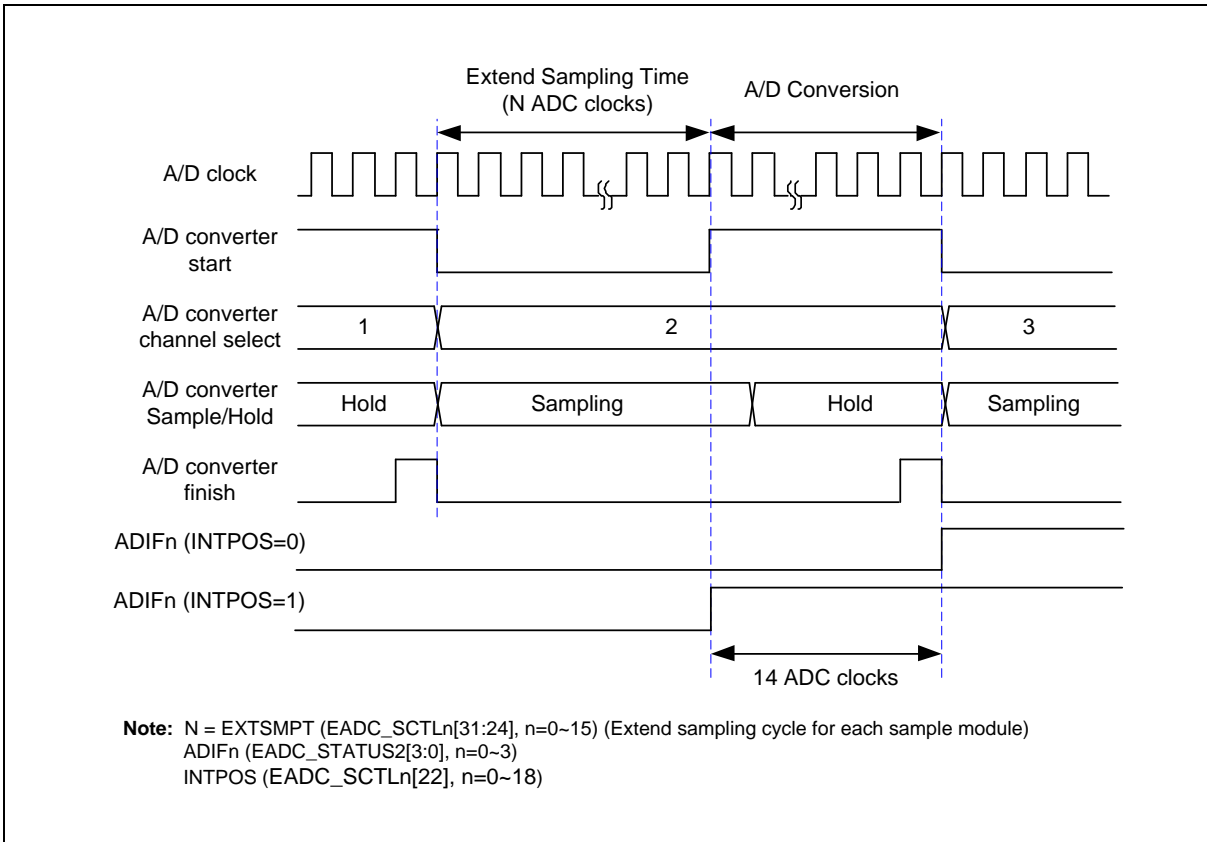 Extend Sampling Time
(N ADC clocks)
A/D Conversion
A/D clock
A/D converter
start
A/D converter
channel select
1
2
3
A/D converter
Sample/Hold
Hold
Sampling
Hold
Sampling
A/D converter
finish
ADIFn (INTPOS=0)
ADIFn (INTPOS=1)
14 ADC clocks
Note: N = EXTSMPT (EADC_SCTLn[31:24], n=0~15) (Extend sampling cycle for each sample module)
ADIFn (EADC_STATUS2[3:0], n=0~3)
INTPOS (EADC_SCTLn[22], n=0~18)